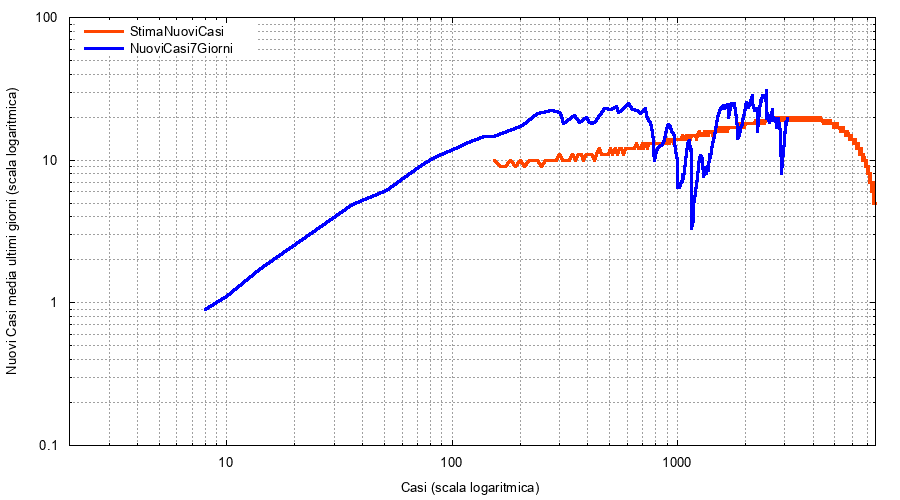 StimaNuoviCasi
NuoviCasi7Giorni
Nuovi Casi media ultimi giorni (scala logaritmica)
100
10
1
0.1
10
100
1000
Casi (scala logaritmica)